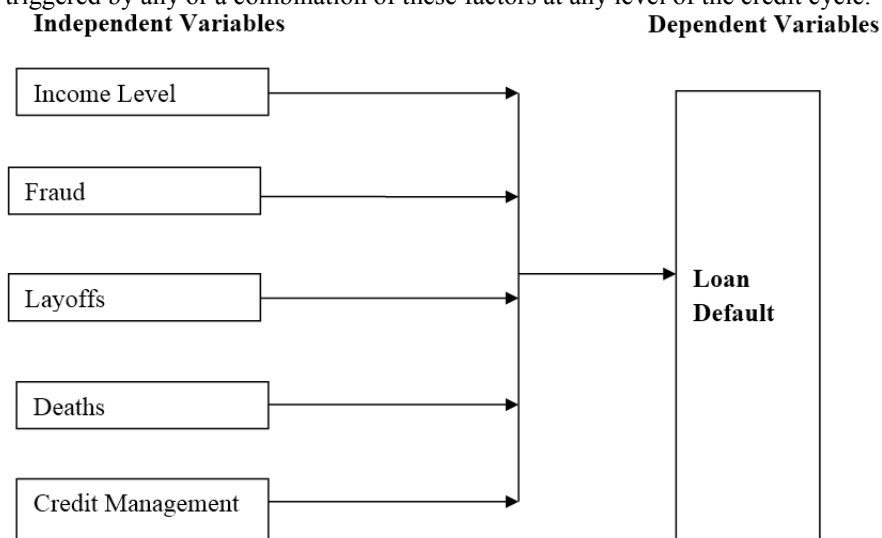 triggered by any or a combination of these factors at any level of the credit cycle.
Independent Variables
Dependent Variables
Income Level
Fraud
Layoffs
Deaths
Credit Management
Loan
Default